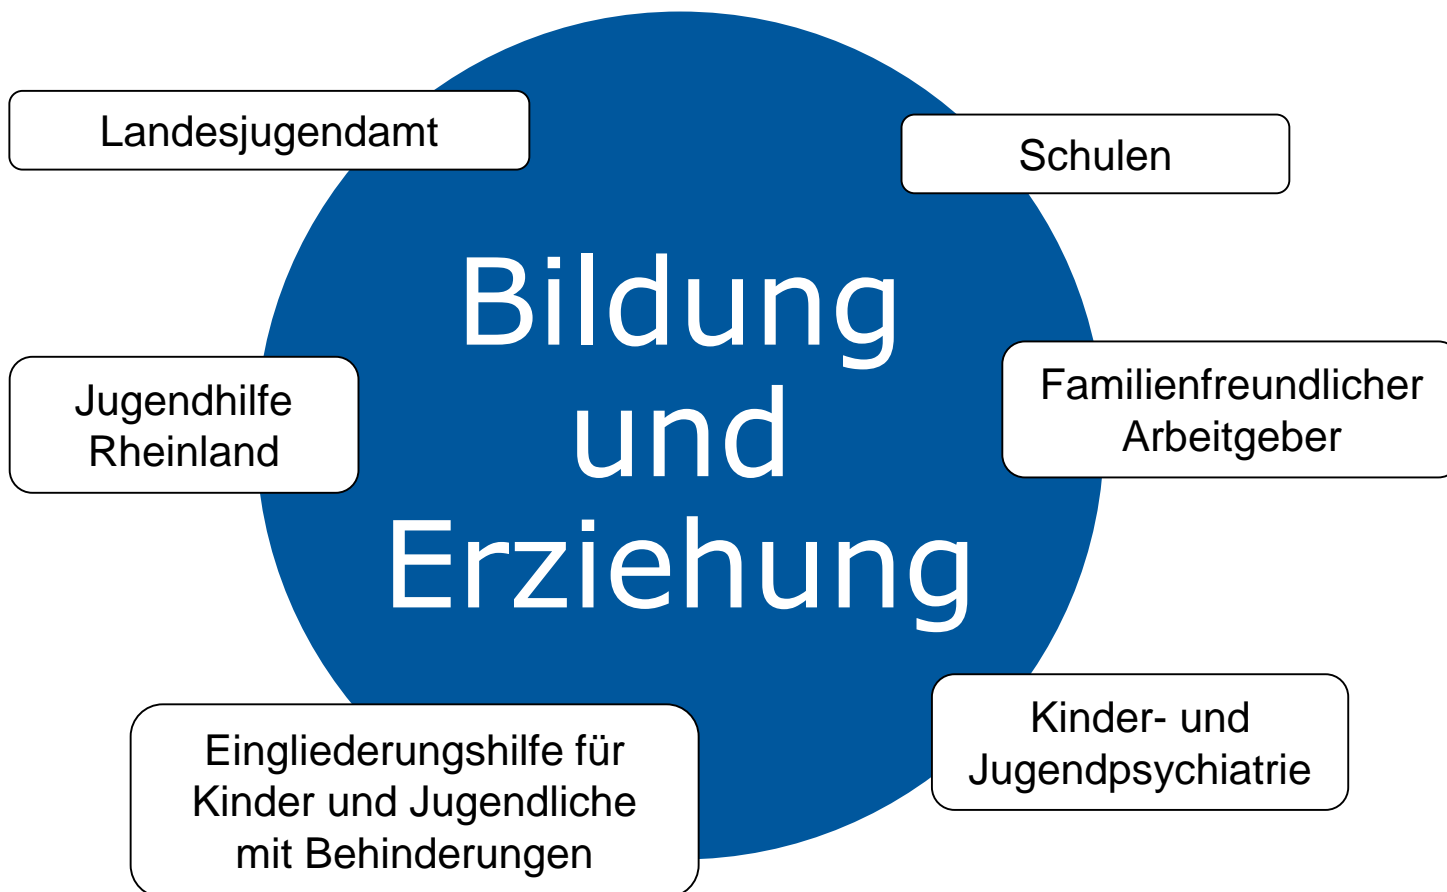 Landesjugendamt
Schulen
Bildung
und
Erziehung
Jugendhilfe
Rheinland
Familienfreundlicher
Arbeitgeber
Eingliederungshilfe für
Kinder und Jugendliche
mit Behinderungen
Kinder- und
Jugendpsychiatrie